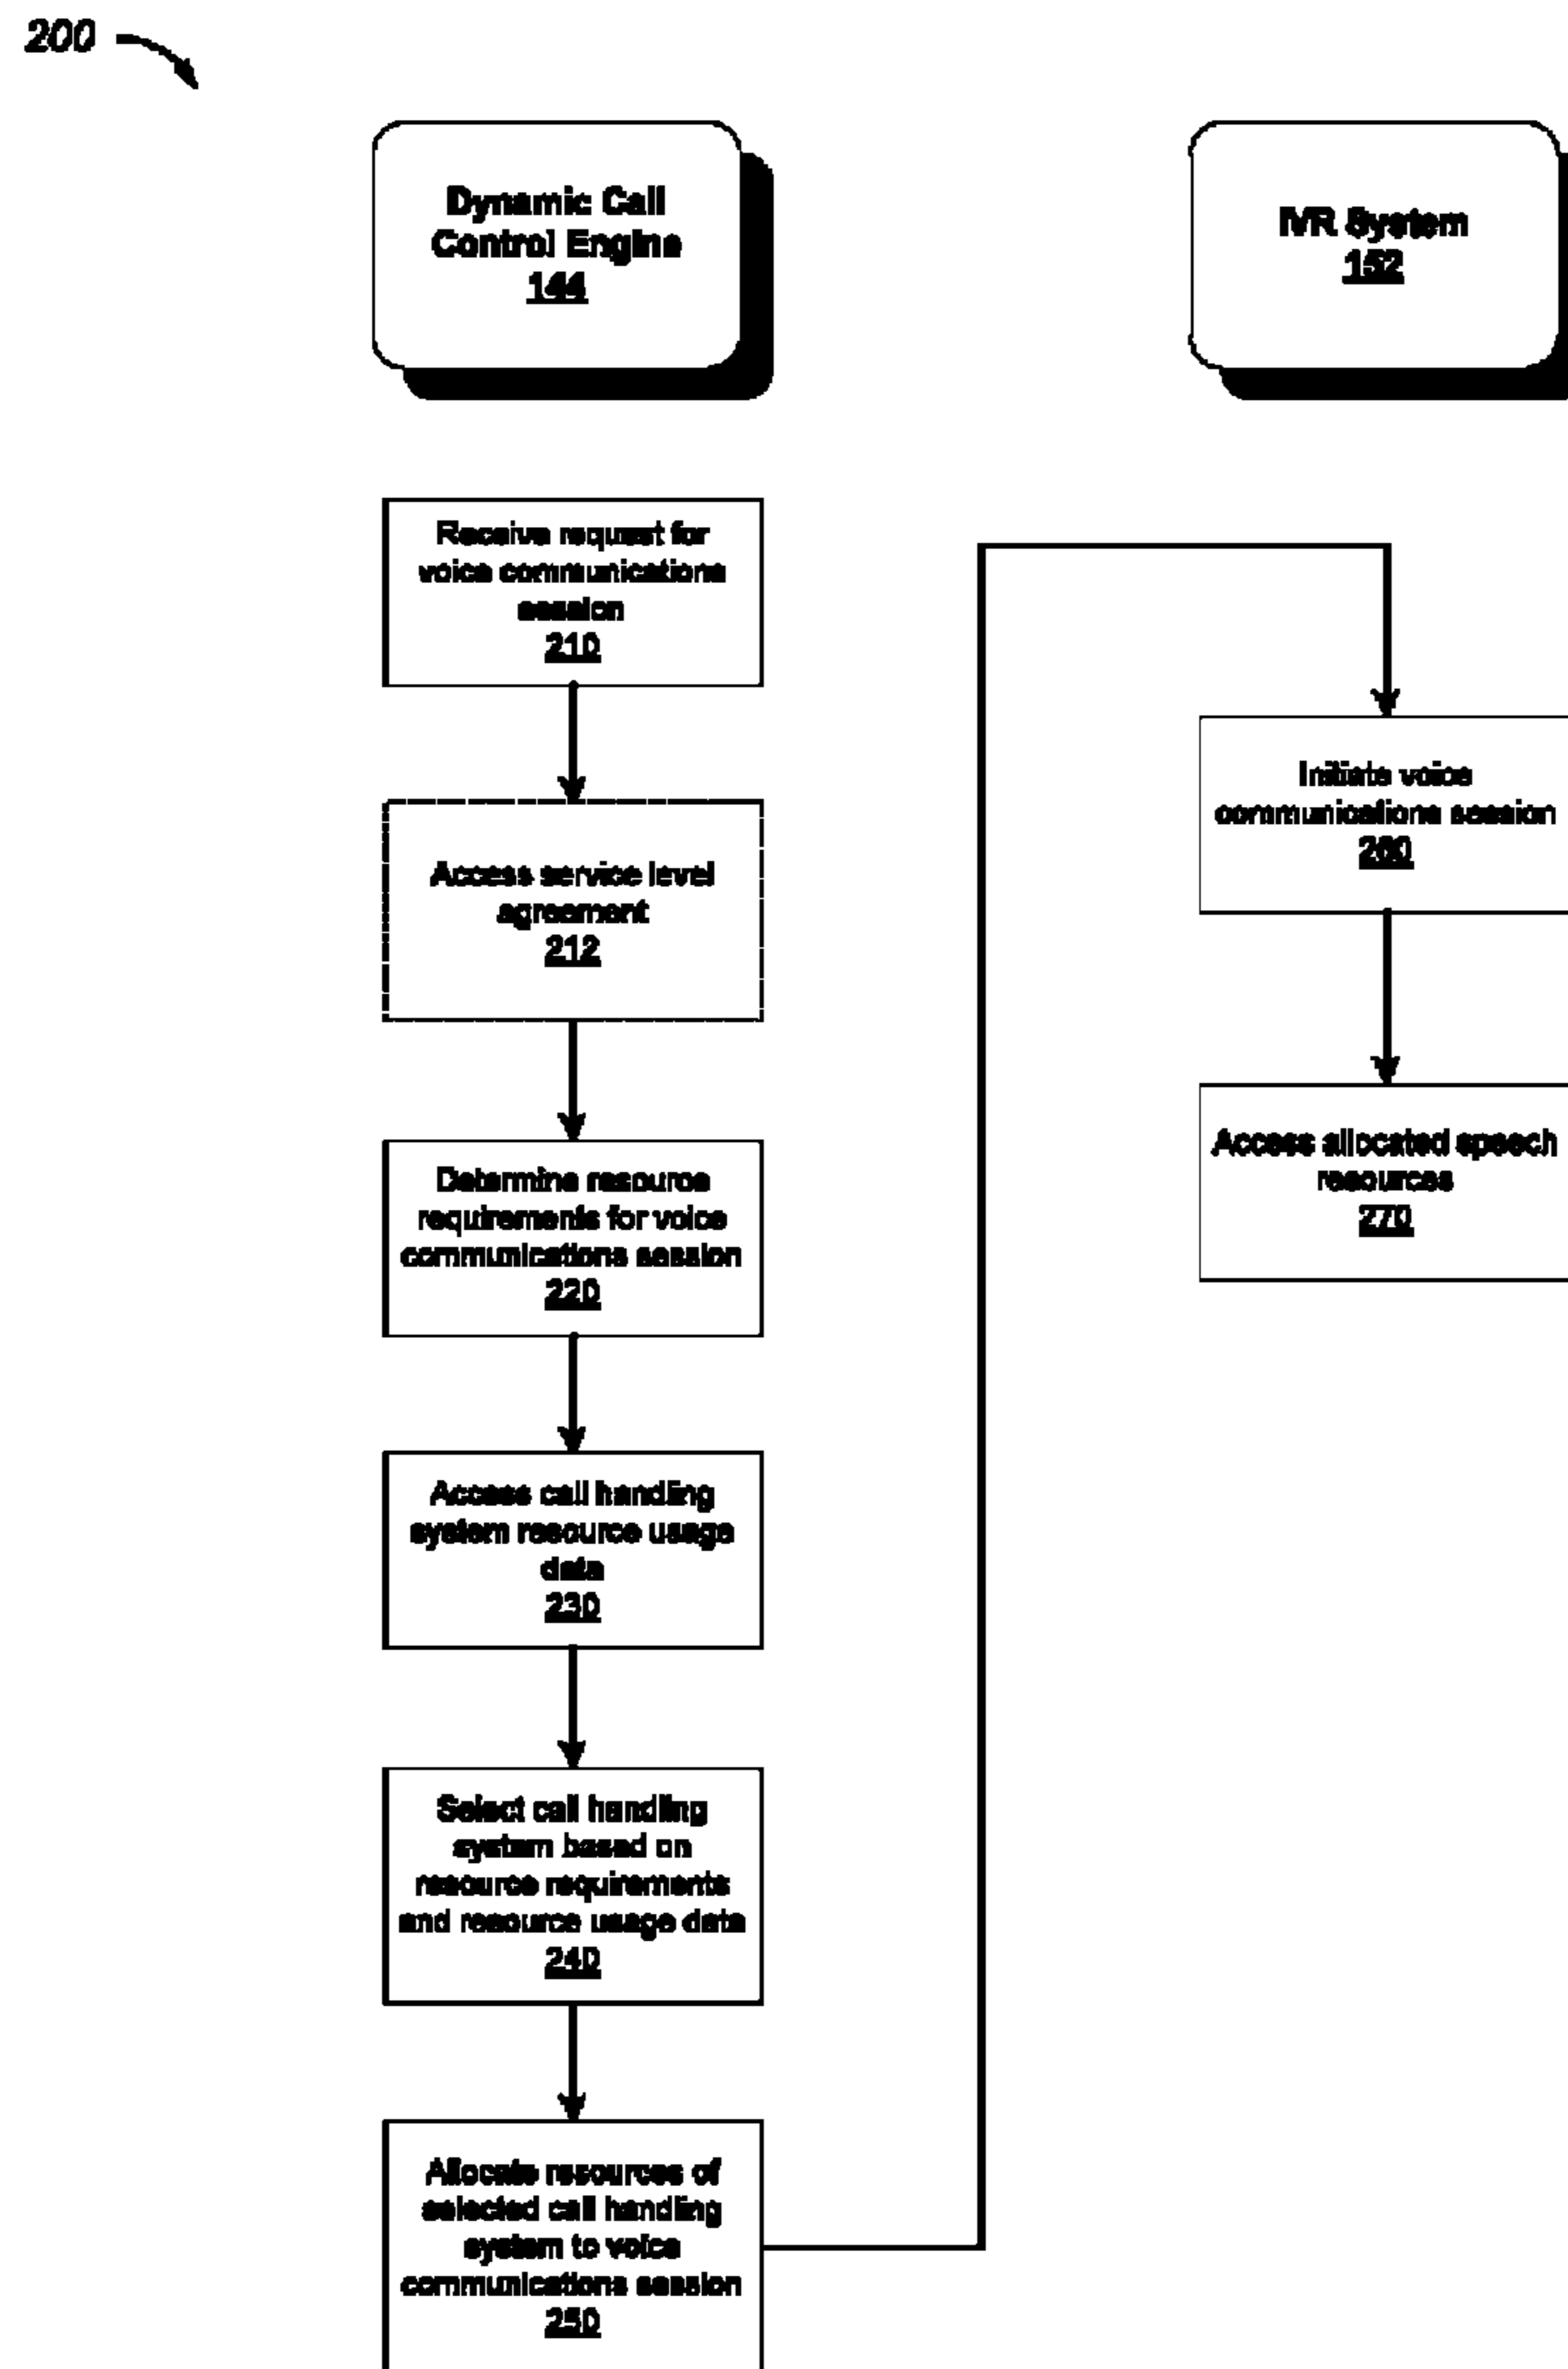 200
Dynamic Call
Control Engine
144
IVR System
152
Receive request for
voice communications
session
210
Access service level
agreement
212
Determine resource
requirements for voice
communications session
220
Access call handling
system resource usage
data
230
Select call handling
system based on
resource requirements
and resource usage data
240
Allocate resources of
selected call handling
system to voice
communications session
250
Initiate voice
communications session
260
Access allocated speech
resources
270